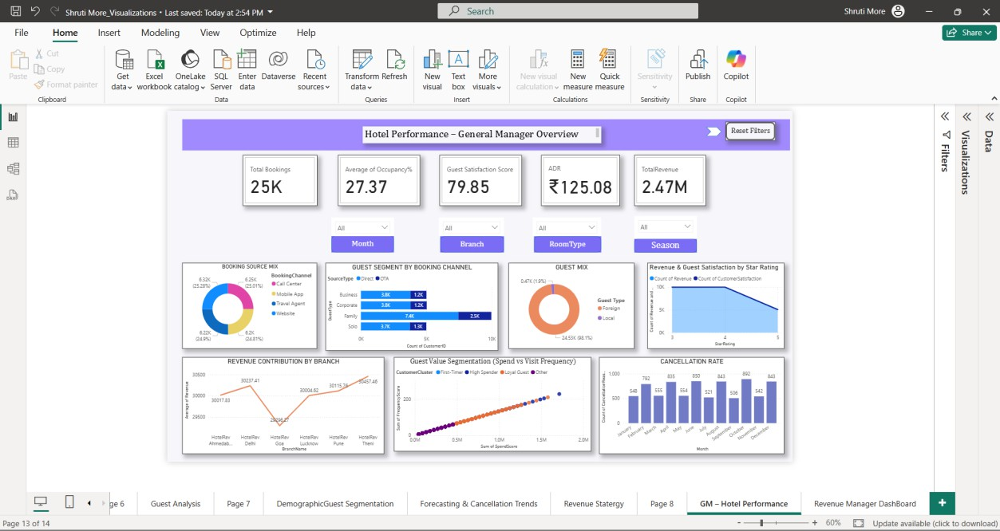 Shruti More_Visualizations • Last saved: Today at 2:54 PM
Search
Shruti More
File Home Insert Modeling View Optimize Help
Share
Paste
Cut
Copy
Format painter
Clipboard
Get data
Excel workbook
OneLake catalog
SQL Server
Enter data
Dataverse
Recent sources
Data
Transform data
Refresh
Queries
New visual
Text box
More visuals
Insert
New visual calculation
New measure
Quick measure
Calculations
Sensitivity
Sensitivity
Publish
Share
Copilot
Copilot
Hotel Performance – General Manager Overview
Reset Filters
Total Bookings
25K
Average of Occupancy%
27.37
Guest Satisfaction Score
79.85
ADR
₹125.08
TotalRevenue
2.47M
All
Month
All
Branch
All
RoomType
All
Season
BOOKING SOURCE MIX
6.32K (25.28%)
6.25K (25.01%)
6.22K (24.9%)
6.2K (24.81%)
BookingChannel
Call Center
Mobile App
Travel Agent
Website
GUEST SEGMENT BY BOOKING CHANNEL
SourceType Direct OTA
GuestType
Business 3.8K 1.2K
Corporate 3.8K 1.2K
Family 7.4K 2.5K
Solo 3.7K 1.3K
0K 5K 10K
Count of CustomerID
GUEST MIX
0.47K (1.9%)
24.53K (98.1%)
Guest Type
Foreign
Local
Revenue & Guest Satisfaction by Star Rating
Count of Revenue Count of CustomerSatisfaction
Count of Revenue and...
10K
5K
0K
3 4 5
StarRating
REVENUE CONTRIBUTION BY BRANCH
Average of Revenue
30500
30000
29500
30017.83
30237.41
30004.62
30457.46
HotelRev Ahmedab...
HotelRev Delhi
HotelRev Goa
HotelRev Lucknow
HotelRev Pune
HotelRev Theni
BranchName
Guest Value Segmentation (Spend vs Visit Frequency)
CustomerCluster First-Timer High Spender Loyal Guest Other
Sum of FrequencyScore
200
0
0.0M 0.5M 1.0M 1.5M 2.0M
Sum of SpendScore
CANCELLATION RATE
1,000
500
0
548 792 555 835 554 850 521 843 506 892 542 843
January February March April May June July August September October November December
Month
Filters
Visualizations
Data
ge 6
Guest Analysis
Page 7
DemographicGuest Segmentation
Forecasting & Cancellation Trends
Revenue Statergy
Page 8
GM – Hotel Performance
Revenue Manager DashBoard
Page 13 of 14
60%
Update available (click to download)